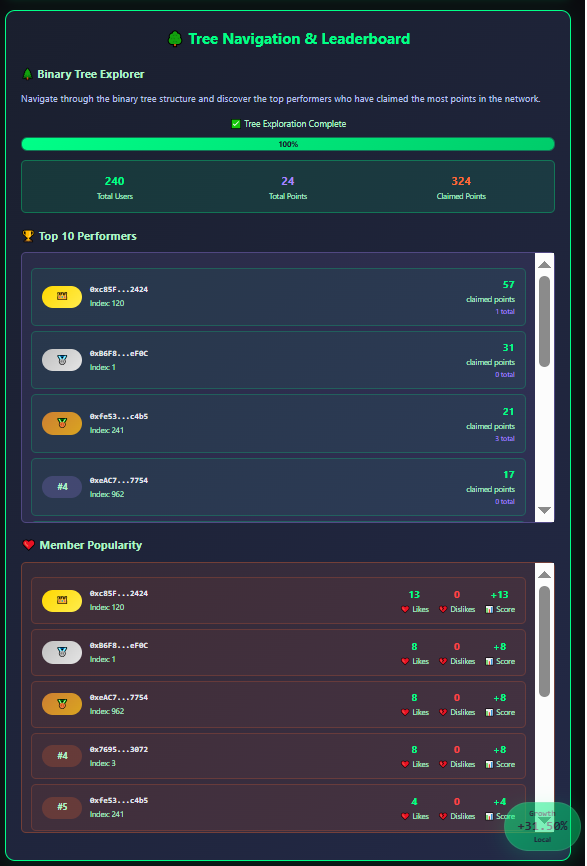 Tree Navigation & Leaderboard
Binary Tree Explorer
Navigate through the binary tree structure and discover the top performers who have claimed the most points in the network.
Tree Exploration Complete
100%
240 24 324
Total Users Total Points Claimed Points
Top 10 Performers
0xc85F...2424 57
Index: 120 claimed points
1 total
0xB6F8...eF0C 31
Index: 1 claimed points
0 total
0xfe53...c4b5 21
Index: 241 claimed points
3 total
#4 0xeAC7...7754 17
Index: 962 claimed points
0 total
Member Popularity
0xc85F...2424 13 0 +13
Index: 120 Likes Dislikes Score
0xB6F8...eF0C 8 0 +8
Index: 1 Likes Dislikes Score
0xeAC7...7754 8 0 +8
Index: 962 Likes Dislikes Score
#4 0x7695...3072 8 0 +8
Index: 3 Likes Dislikes Score
#5 0xfe53...c4b5 4 0 +4
Index: 241 Likes Dislikes Score
Growth
+31.50%
Local